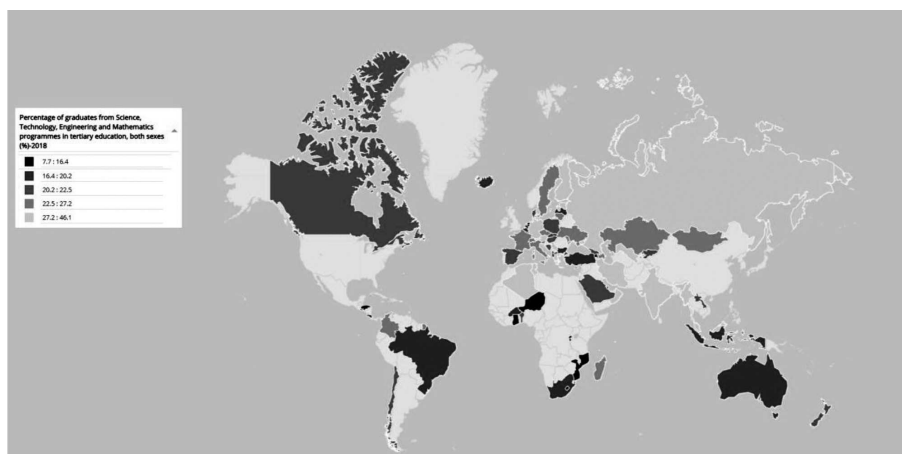 Percentage of graduates from Science,
Technology, Engineering and Mathematics
programmes in tertiary education, both sexes
(%)-2018
7.7 : 16.4
16.4 : 20.2
20.2 : 22.5
22.5 : 27.2
27.2 : 46.1